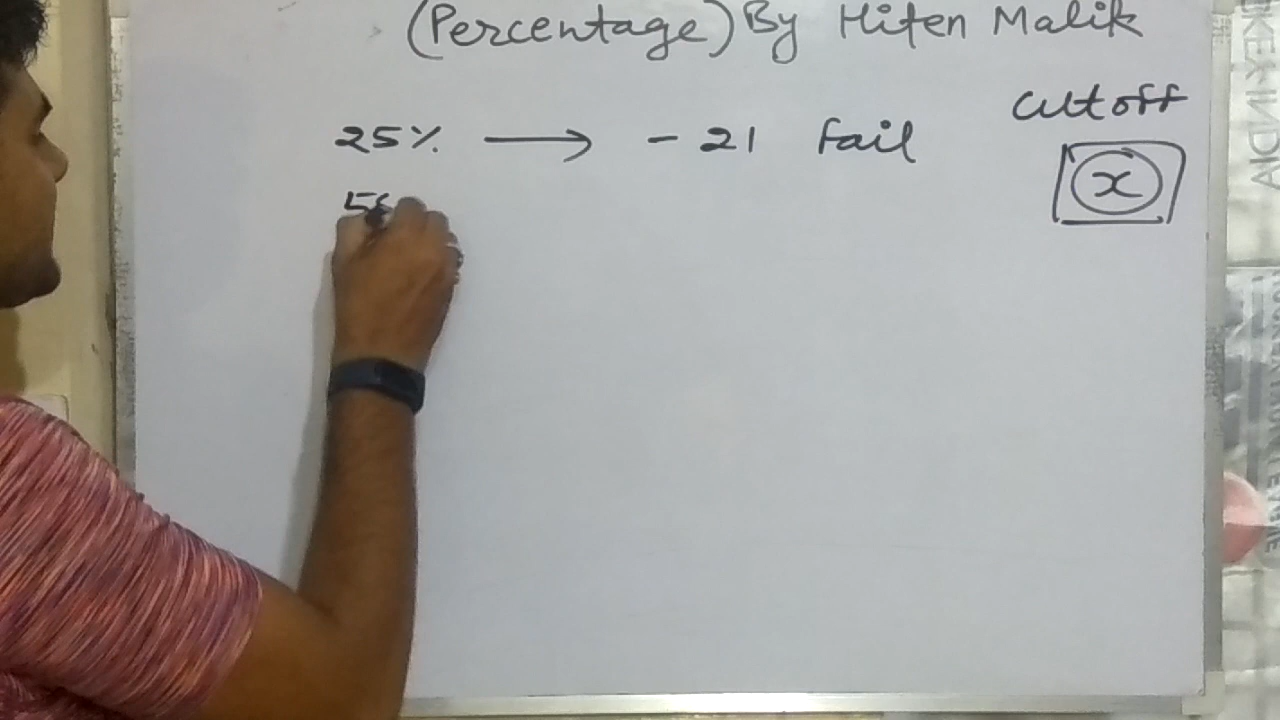 (Percentage) By Hiten Malik
cutoff
25% → - 21 Fail
x